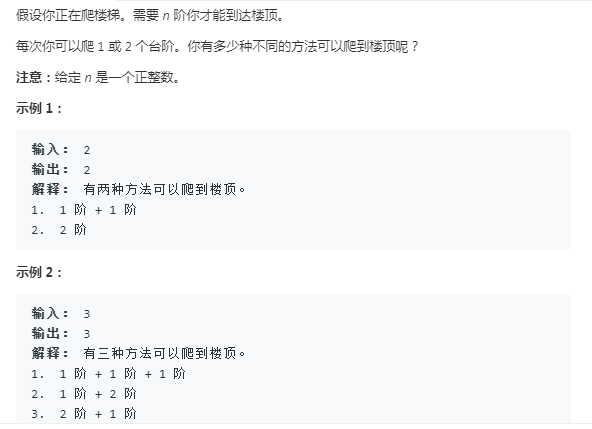 假设你正在爬楼梯。需要 n 阶你才能到达楼顶。
每次你可以爬 1 或 2 个台阶。你有多少种不同的方法可以爬到楼顶呢？
注意：给定 n 是一个正整数。
示例 1：
输入： 2
输出： 2
解释： 有两种方法可以爬到楼顶。
1. 1 阶 + 1 阶
2. 2 阶
示例 2：
输入： 3
输出： 3
解释： 有三种方法可以爬到楼顶。
1. 1 阶 + 1 阶 + 1 阶
2. 1 阶 + 2 阶
3. 2 阶 + 1 阶